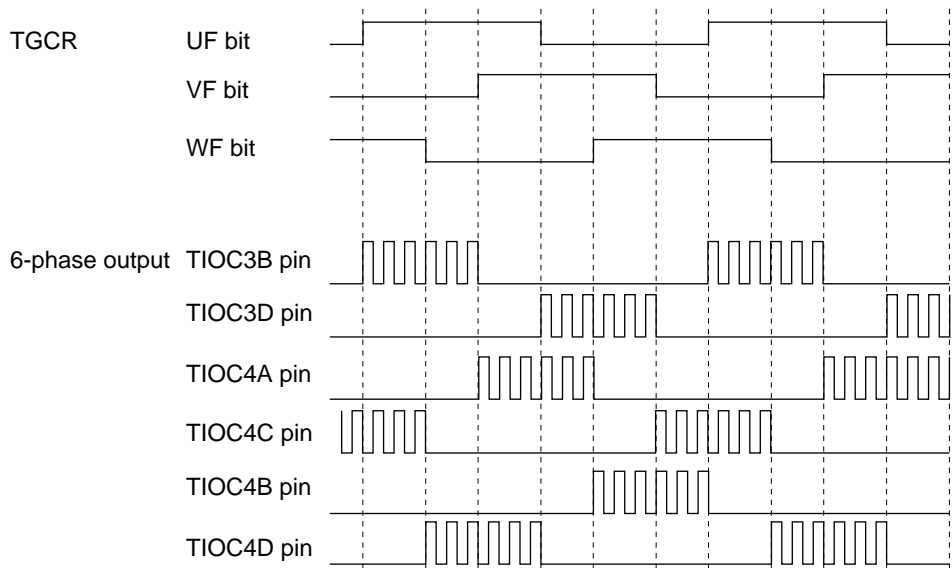 TGCR UF bit
VF bit
WF bit
6-phase output TIOC3B pin
TIOC3D pin
TIOC4A pin
TIOC4C pin
TIOC4B pin
TIOC4D pin